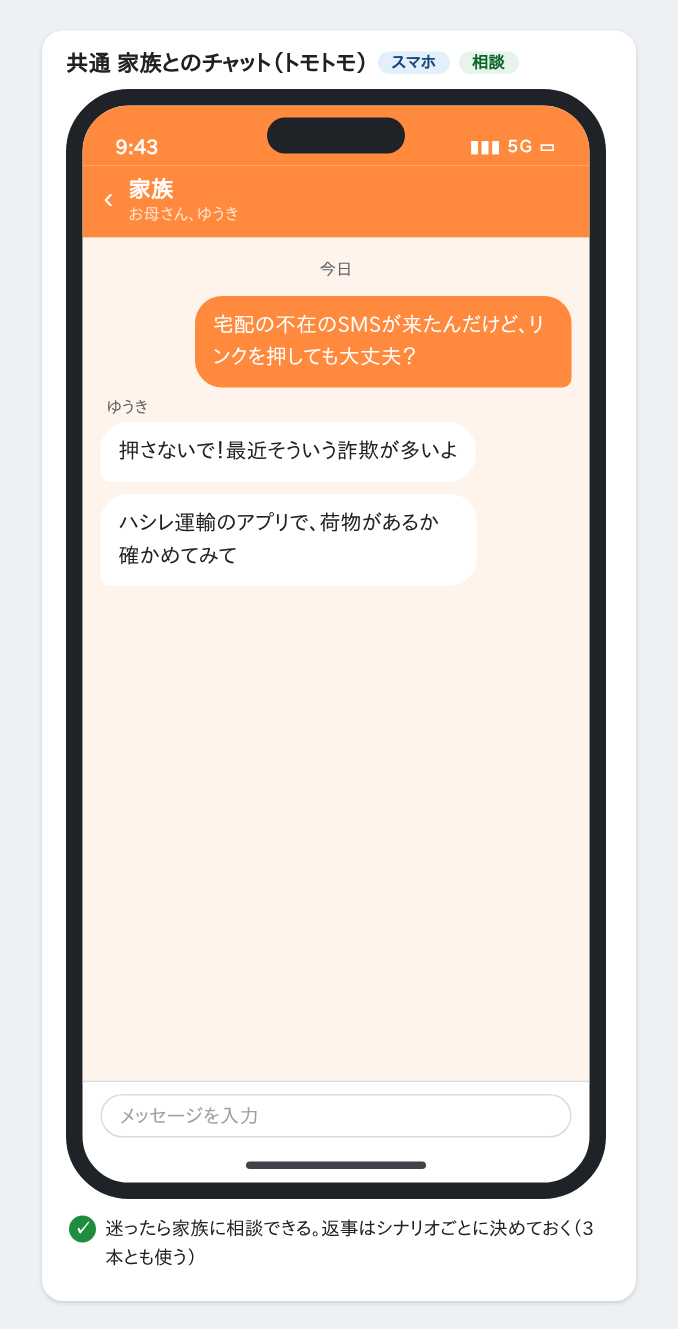 共通 家族とのチャット（トモトモ） スマホ 相談
9:43 5G
家族
お母さん、ゆうき
今日
宅配の不在のSMSが来たんだけど、リ
ンクを押しても大丈夫？
ゆうき
押さないで！最近そういう詐欺が多いよ
ハシレ運輸のアプリで、荷物があるか
確かめてみて
メッセージを入力
迷ったら家族に相談できる。返事はシナリオごとに決めておく（3
本とも使う）